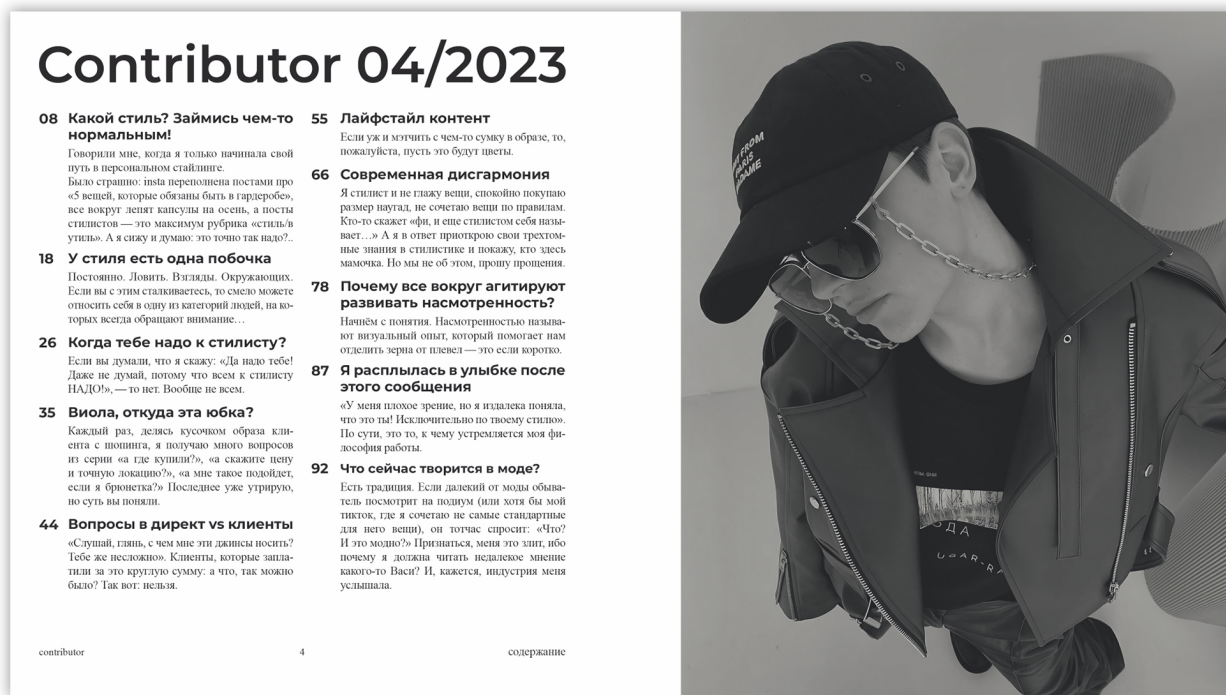 Contributor 04/2023
08 Какой стиль? Займись чем-то
нормальным!
Говорили мне, когда я только начинала свой
путь в персональном стайлинге.
Было страшно: insta переполнена постами про
«5 вещей, которые обязаны быть в гардеробе»,
все вокруг лепят капсулы на осень, а посты
стилистов — это максимум рубрика «стиль/в
утиль». А я сижу и думаю: это точно так надо?..
18 У стиля есть одна побочка
Постоянно. Ловить. Взгляды. Окружающих.
Если вы с этим сталкиваетесь, то смело можете
относить себя в одну из категорий людей, на ко-
торых всегда обращают внимание…
26 Когда тебе надо к стилисту?
Если вы думали, что я скажу: «Да надо тебе!
Даже не думай, потому что всем к стилисту
НАДО!», — то нет. Вообще не всем.
35 Виола, откуда эта юбка?
Каждый раз, делясь кусочком образа кли-
ента с шопинга, я получаю много вопросов
из серии «а где купили?», «а скажите цену
и точную локацию?», «а мне такое подойдет,
если я брюнетка?» Последнее уже утрирую,
но суть вы поняли.
44 Вопросы в директ vs клиенты
«Слушай, глянь, с чем мне эти джинсы носить?
Тебе же несложно». Клиенты, которые запла-
тили за это круглую сумму: а что, так можно
было? Так вот: нельзя.
55 Лайфстайл контент
Если уж и мэтчить с чем-то сумку в образе, то,
пожалуйста, пусть это будут цветы.
66 Современная дисгармония
Я стилист и не глажу вещи, спокойно покупаю
размер наугад, не сочетаю вещи по правилам.
Кто-то скажет «фи, и еще стилистом себя назы-
вает…» А я в ответ приоткрою свои трехтом-
ные знания в стилистике и покажу, кто здесь
мамочка. Но мы не об этом, прошу прощения.
78 Почему все вокруг агитируют
развивать насмотренность?
Начнём с понятия. Насмотренностью называ-
ют визуальный опыт, который помогает нам
отделить зерна от плевел — это если коротко.
87 Я расплылась в улыбке после
этого сообщения
«У меня плохое зрение, но я издалека поняла,
что это ты! Исключительно по твоему стилю».
По сути, это то, к чему устремляется моя фи-
лософия работы.
92 Что сейчас творится в моде?
Есть традиция. Если далекий от моды обыва-
тель посмотрит на подиум (или хотя бы мой
тикток, где я сочетаю не самые стандартные
для него вещи), он тотчас спросит: «Что?
И это модно?» Признаться, меня это злит, ибо
почему я должна читать недалекое мнение
какого-то Васи? И, кажется, индустрия меня
услышала.
contributor 4 содержание
FROM
PARIS